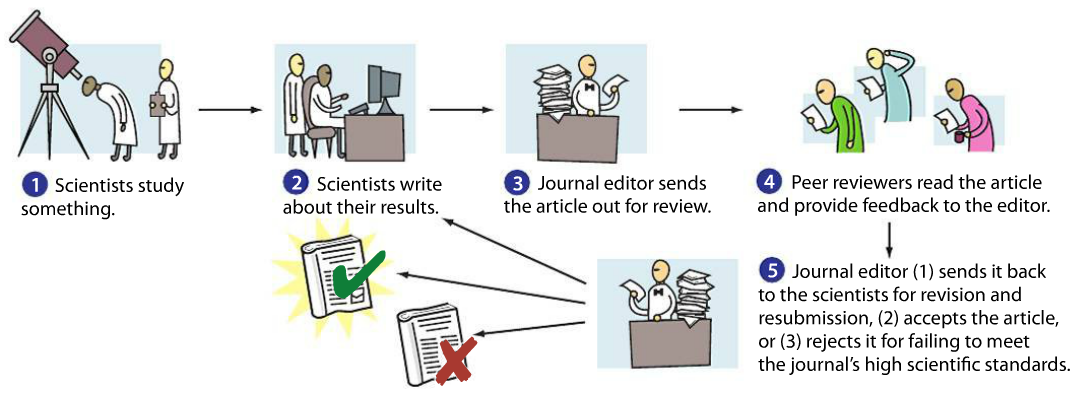 1 Scientists study
something.
2 Scientists write
about their results.
3 Journal editor sends
the article out for review.
4 Peer reviewers read the article
and provide feedback to the editor.
5 Journal editor (1) sends it back
to the scientists for revision and
resubmission, (2) accepts the article,
or (3) rejects it for failing to meet
the journal’s high scientific standards.